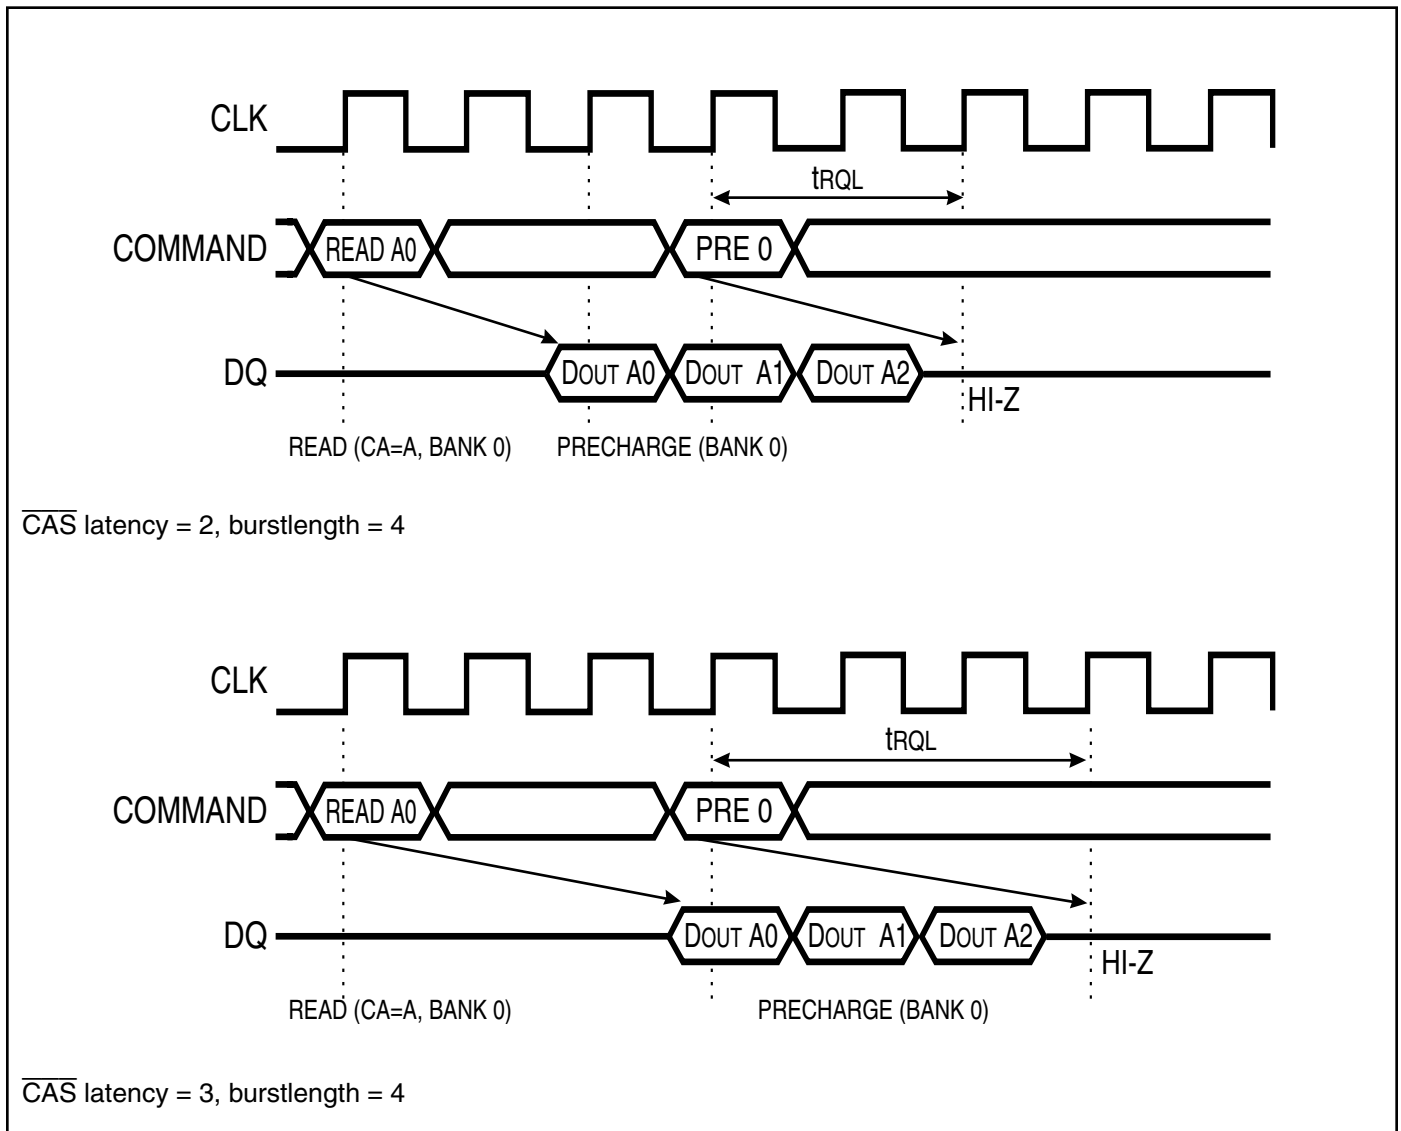 CLK
tRQL
COMMAND READ A0 PRE 0
DQ DOUT A0 DOUT A1 DOUT A2
HI-Z
READ (CA=A, BANK 0) PRECHARGE (BANK 0)
CAS latency = 2, burstlength = 4
CLK
tRQL
COMMAND READ A0 PRE 0
DQ DOUT A0 DOUT A1 DOUT A2
HI-Z
READ (CA=A, BANK 0) PRECHARGE (BANK 0)
CAS latency = 3, burstlength = 4